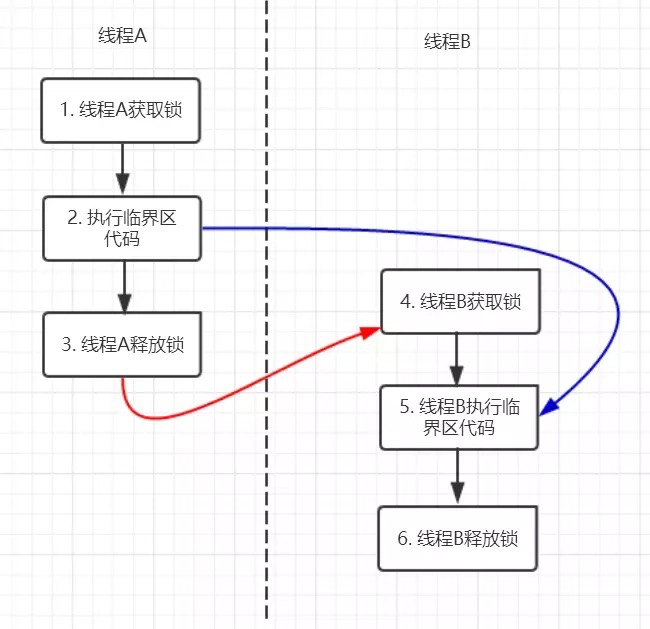 线程A
线程B
1. 线程A获取锁
2. 执行临界区
代码
3. 线程A释放锁
4. 线程B获取锁
5. 线程B执行临
界区代码
6. 线程B释放锁